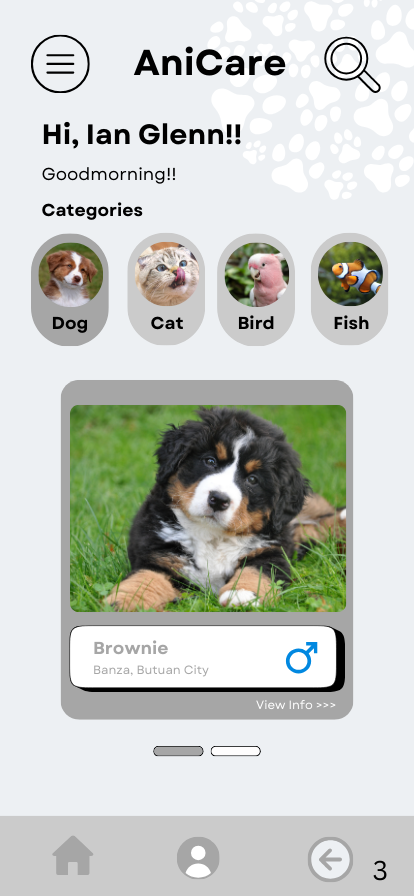 AniCare
Hi, Ian Glenn!!
Goodmorning!!
Categories
Dog Cat Bird Fish
Brownie
Banza, Butuan City
View Info >>>
3